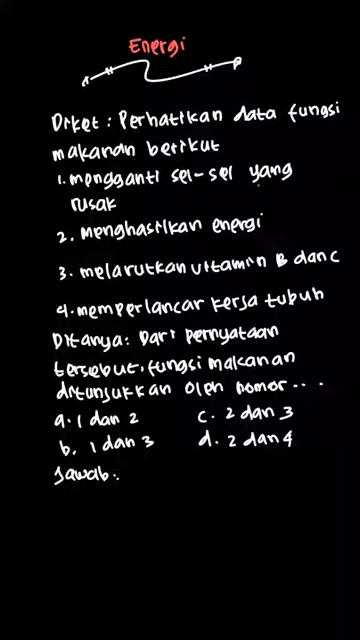 Energi
Diket : Perhatikan data fungsi
makanan berikut
1. mengganti sel-sel yang
rusak
2. menghasilkan energi
3. melarutkan vitamin B dan C
4. memperlancar kerja tubuh
Ditanya : Dari pernyataan
tersebut, fungsi makanan
ditunjukkan oleh nomor ....
a. 1 dan 2 c. 2 dan 3
b. 1 dan 3 d. 2 dan 4
Jawab :